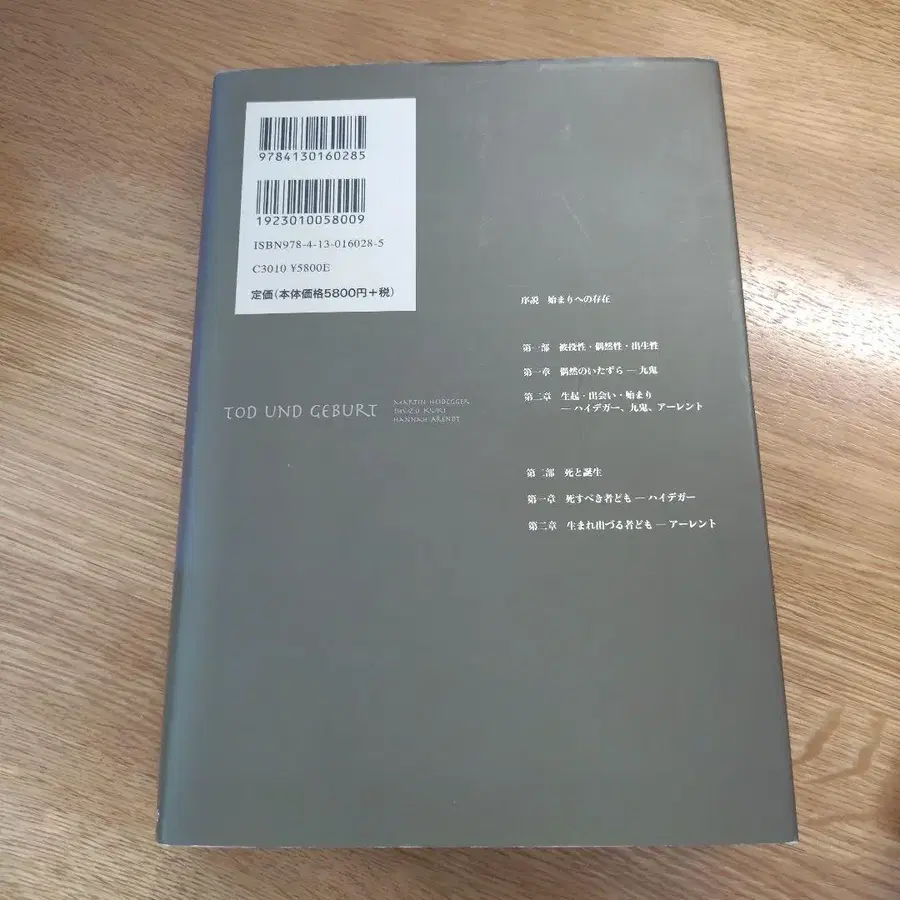 9784130160285
1923010058009
ISBN978-4-13-016028-5
C3010 ¥5800E
定価(本体価格5800円+税)
TOD UND GEBURT
MARTIN HEIDEGGER
SHUZO KUKI
HANNAH ARENDT
序説 始まりへの存在
第一部 被投性・偶然性・出生性
第一章 偶然のいたずら ― 九鬼
第二章 生起・出会い・始まり
― ハイデガー、九鬼、アーレント
第二部 死と誕生
第一章 死すべき者ども ― ハイデガー
第二章 生まれ出づる者ども ― アーレント